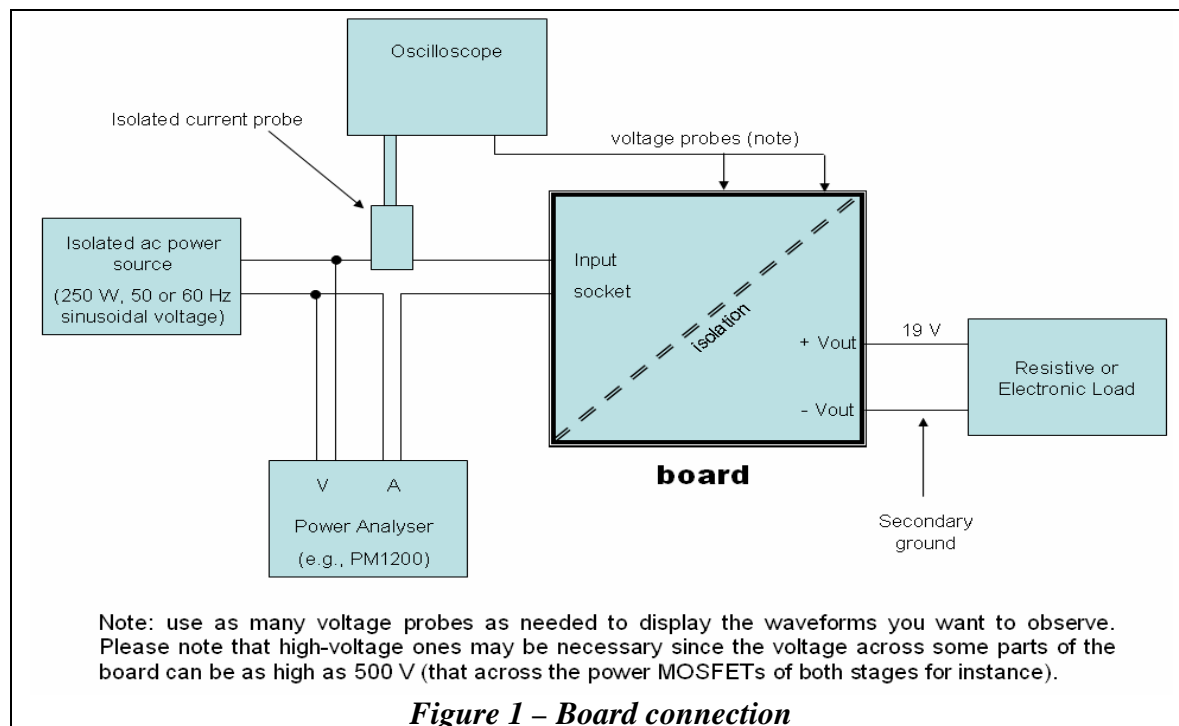 Oscilloscope
Isolated current probe
voltage probes (note)
Isolated ac power
source
(250 W, 50 or 60 Hz
sinusoidal voltage)
Input
socket
isolation
+ Vout
- Vout
19 V
Resistive or
Electronic Load
board
V A
Power Analyser
(e.g., PM1200)
Secondary
ground
Note: use as many voltage probes as needed to display the waveforms you want to observe.
Please note that high-voltage ones may be necessary since the voltage across some parts of the
board can be as high as 500 V (that across the power MOSFETs of both stages for instance).
Figure 1 – Board connection